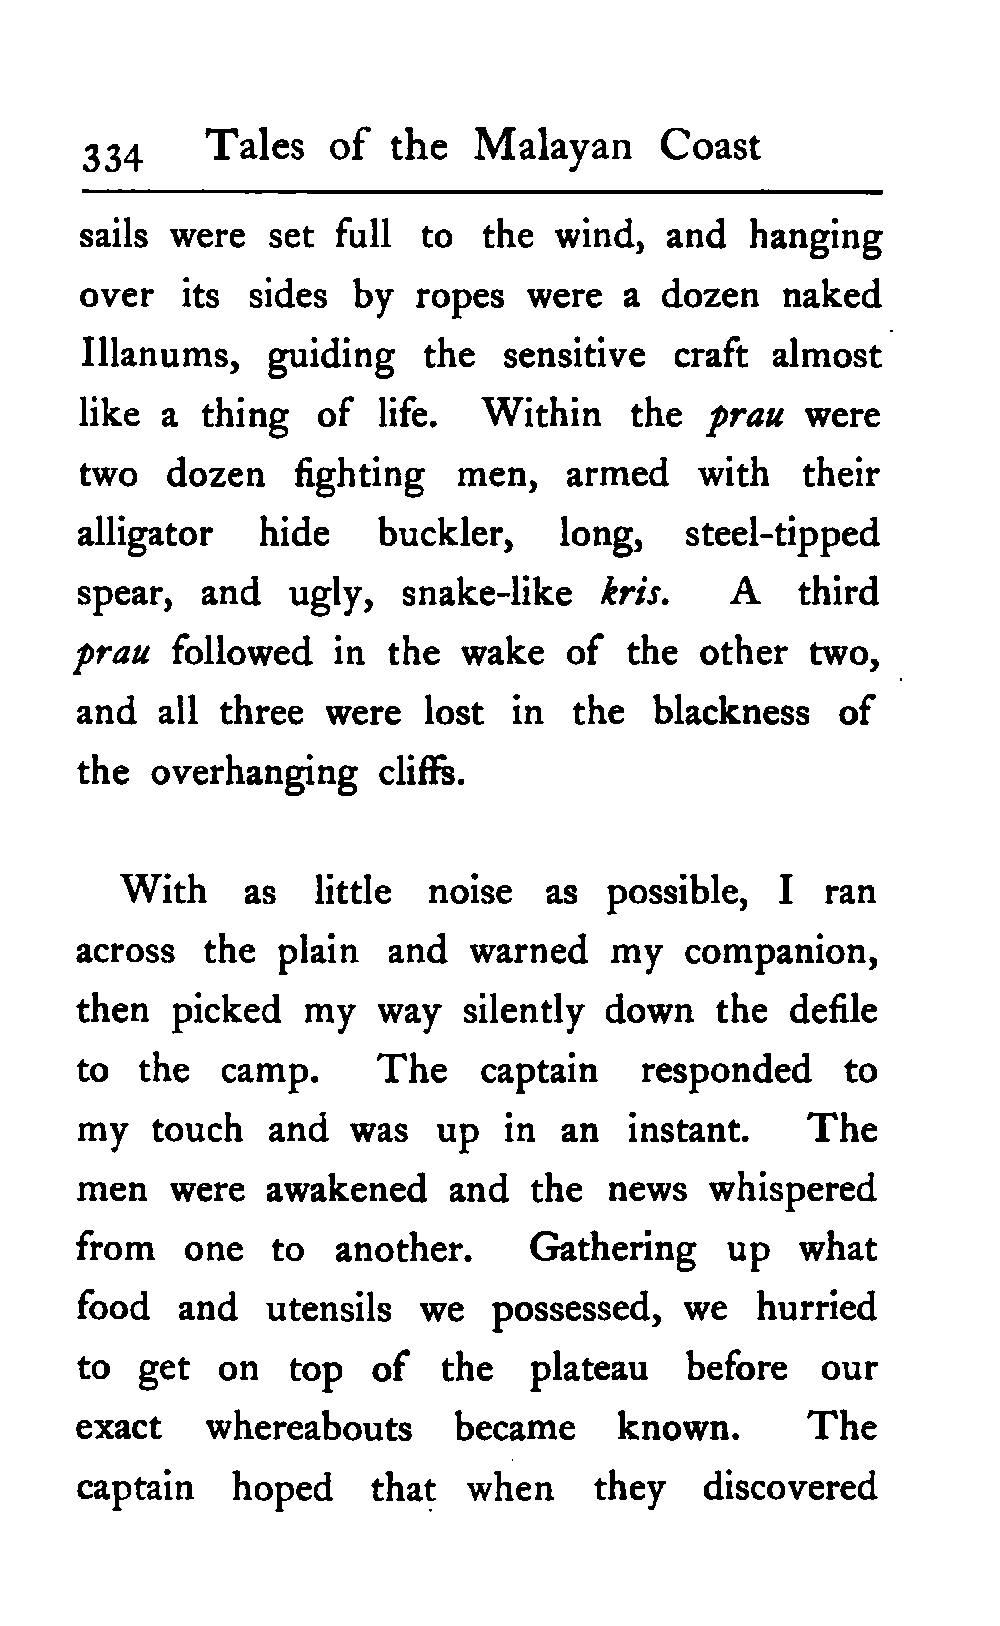 334 Tales of the Malayan Coast
sails were set full to the wind, and hanging
over its sides by ropes were a dozen naked
Illanums, guiding the sensitive craft almost
like a thing of life. Within the prau were
two dozen fighting men, armed with their
alligator hide buckler, long, steel-tipped
spear, and ugly, snake-like kris. A third
prau followed in the wake of the other two,
and all three were lost in the blackness of
the overhanging cliffs.
With as little noise as possible, I ran
across the plain and warned my companion,
then picked my way silently down the defile
to the camp. The captain responded to
my touch and was up in an instant. The
men were awakened and the news whispered
from one to another. Gathering up what
food and utensils we possessed, we hurried
to get on top of the plateau before our
exact whereabouts became known. The
captain hoped that when they discovered